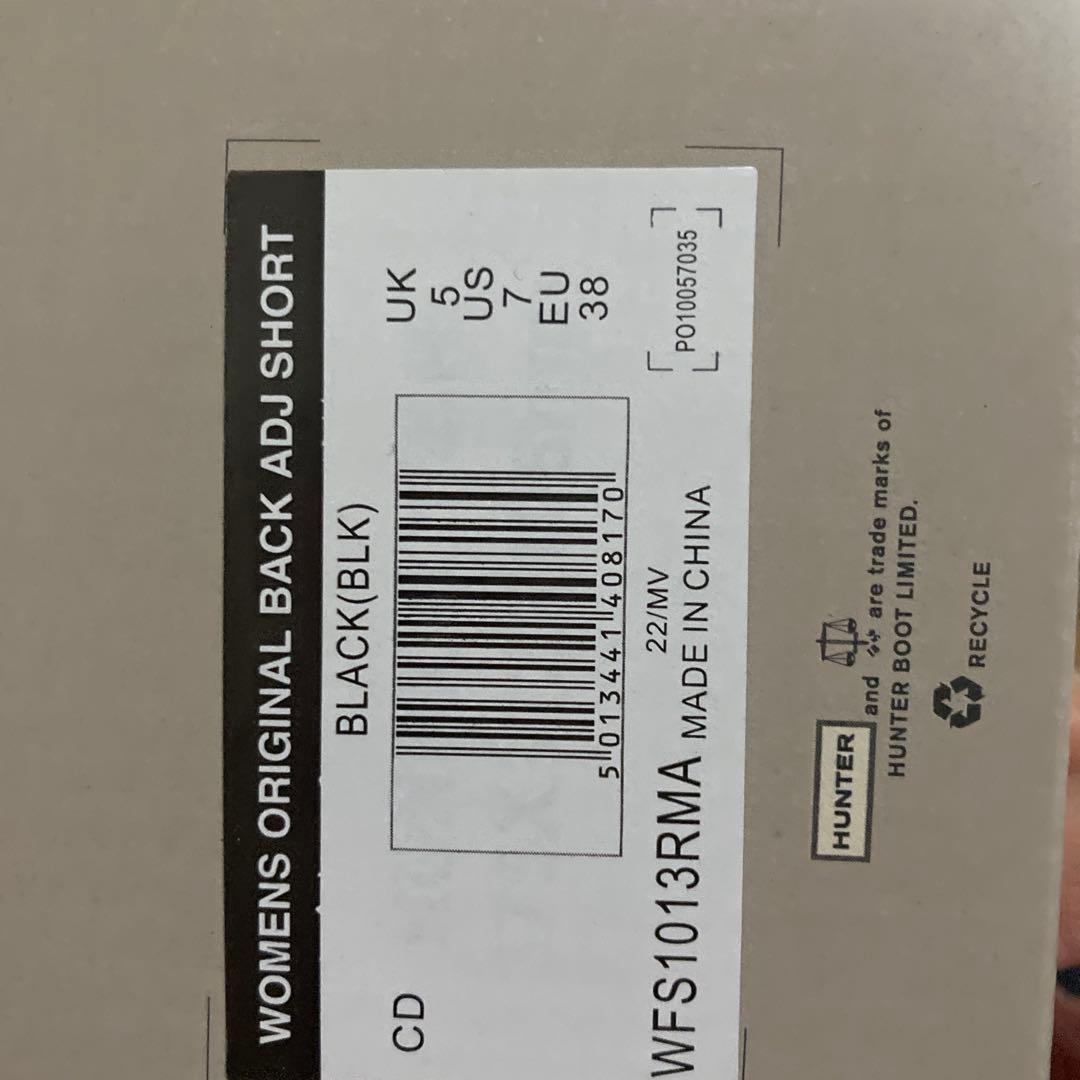 WOMENS ORIGINAL BACK ADJ SHORT
BLACK(BLK)
CD
UK
5
US
7
EU
38
5 013441 408170
22/MV
WFS1013RMA MADE IN CHINA
PO10057035
HUNTER
and are trade marks of
HUNTER BOOT LIMITED.
RECYCLE